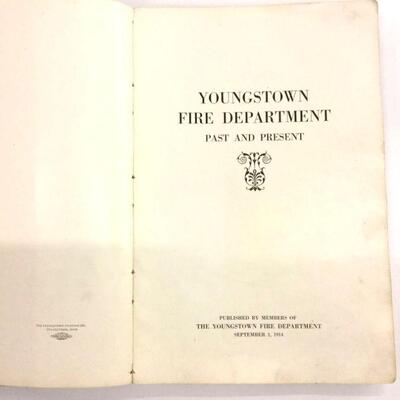 YOUNGSTOWN
FIRE DEPARTMENT
PAST AND PRESENT
PUBLISHED BY MEMBERS OF
THE YOUNGSTOWN FIRE DEPARTMENT
SEPTEMBER 1, 1914